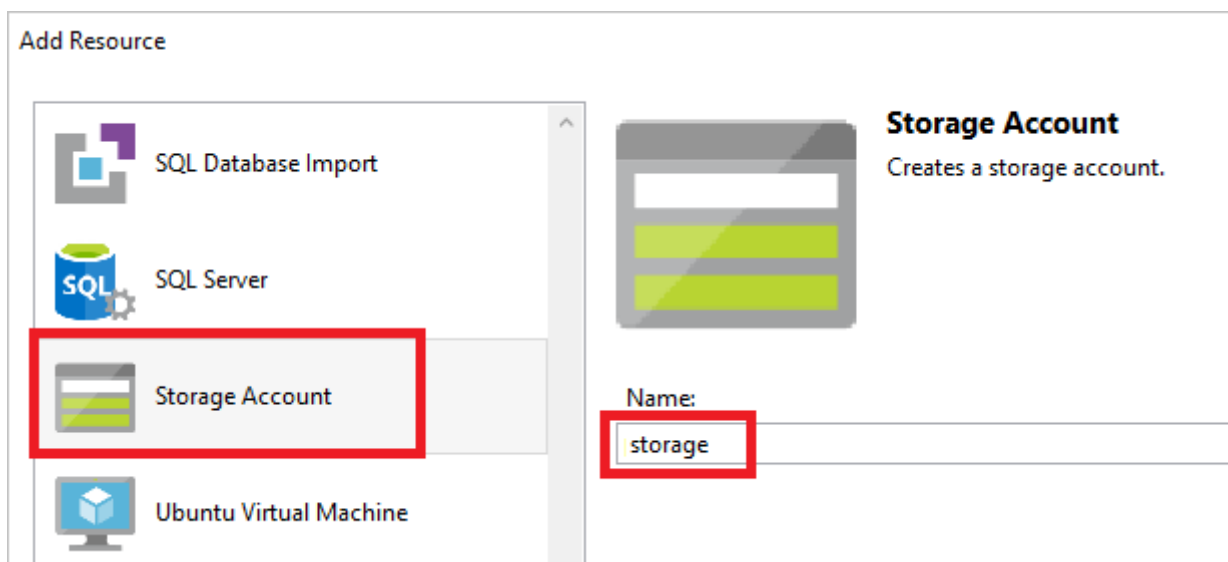 Add Resource
SQL Database Import
SQL
SQL Server
Storage Account
Ubuntu Virtual Machine
Storage Account
Creates a storage account.
Name:
storage